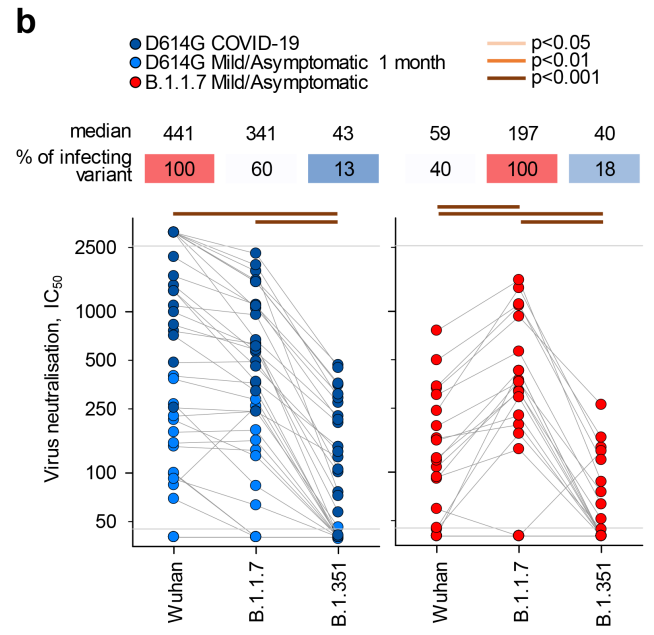 b
D614G COVID-19
D614G Mild/Asymptomatic 1 month
B.1.1.7 Mild/Asymptomatic
p<0.05
p<0.01
p<0.001
median 441 341 43 59 197 40
% of infecting variant 100 60 13 40 100 18
Virus neutralisation, IC50
2500
1000
500
250
100
50
Wuhan B.1.1.7 B.1.351 Wuhan B.1.1.7 B.1.351